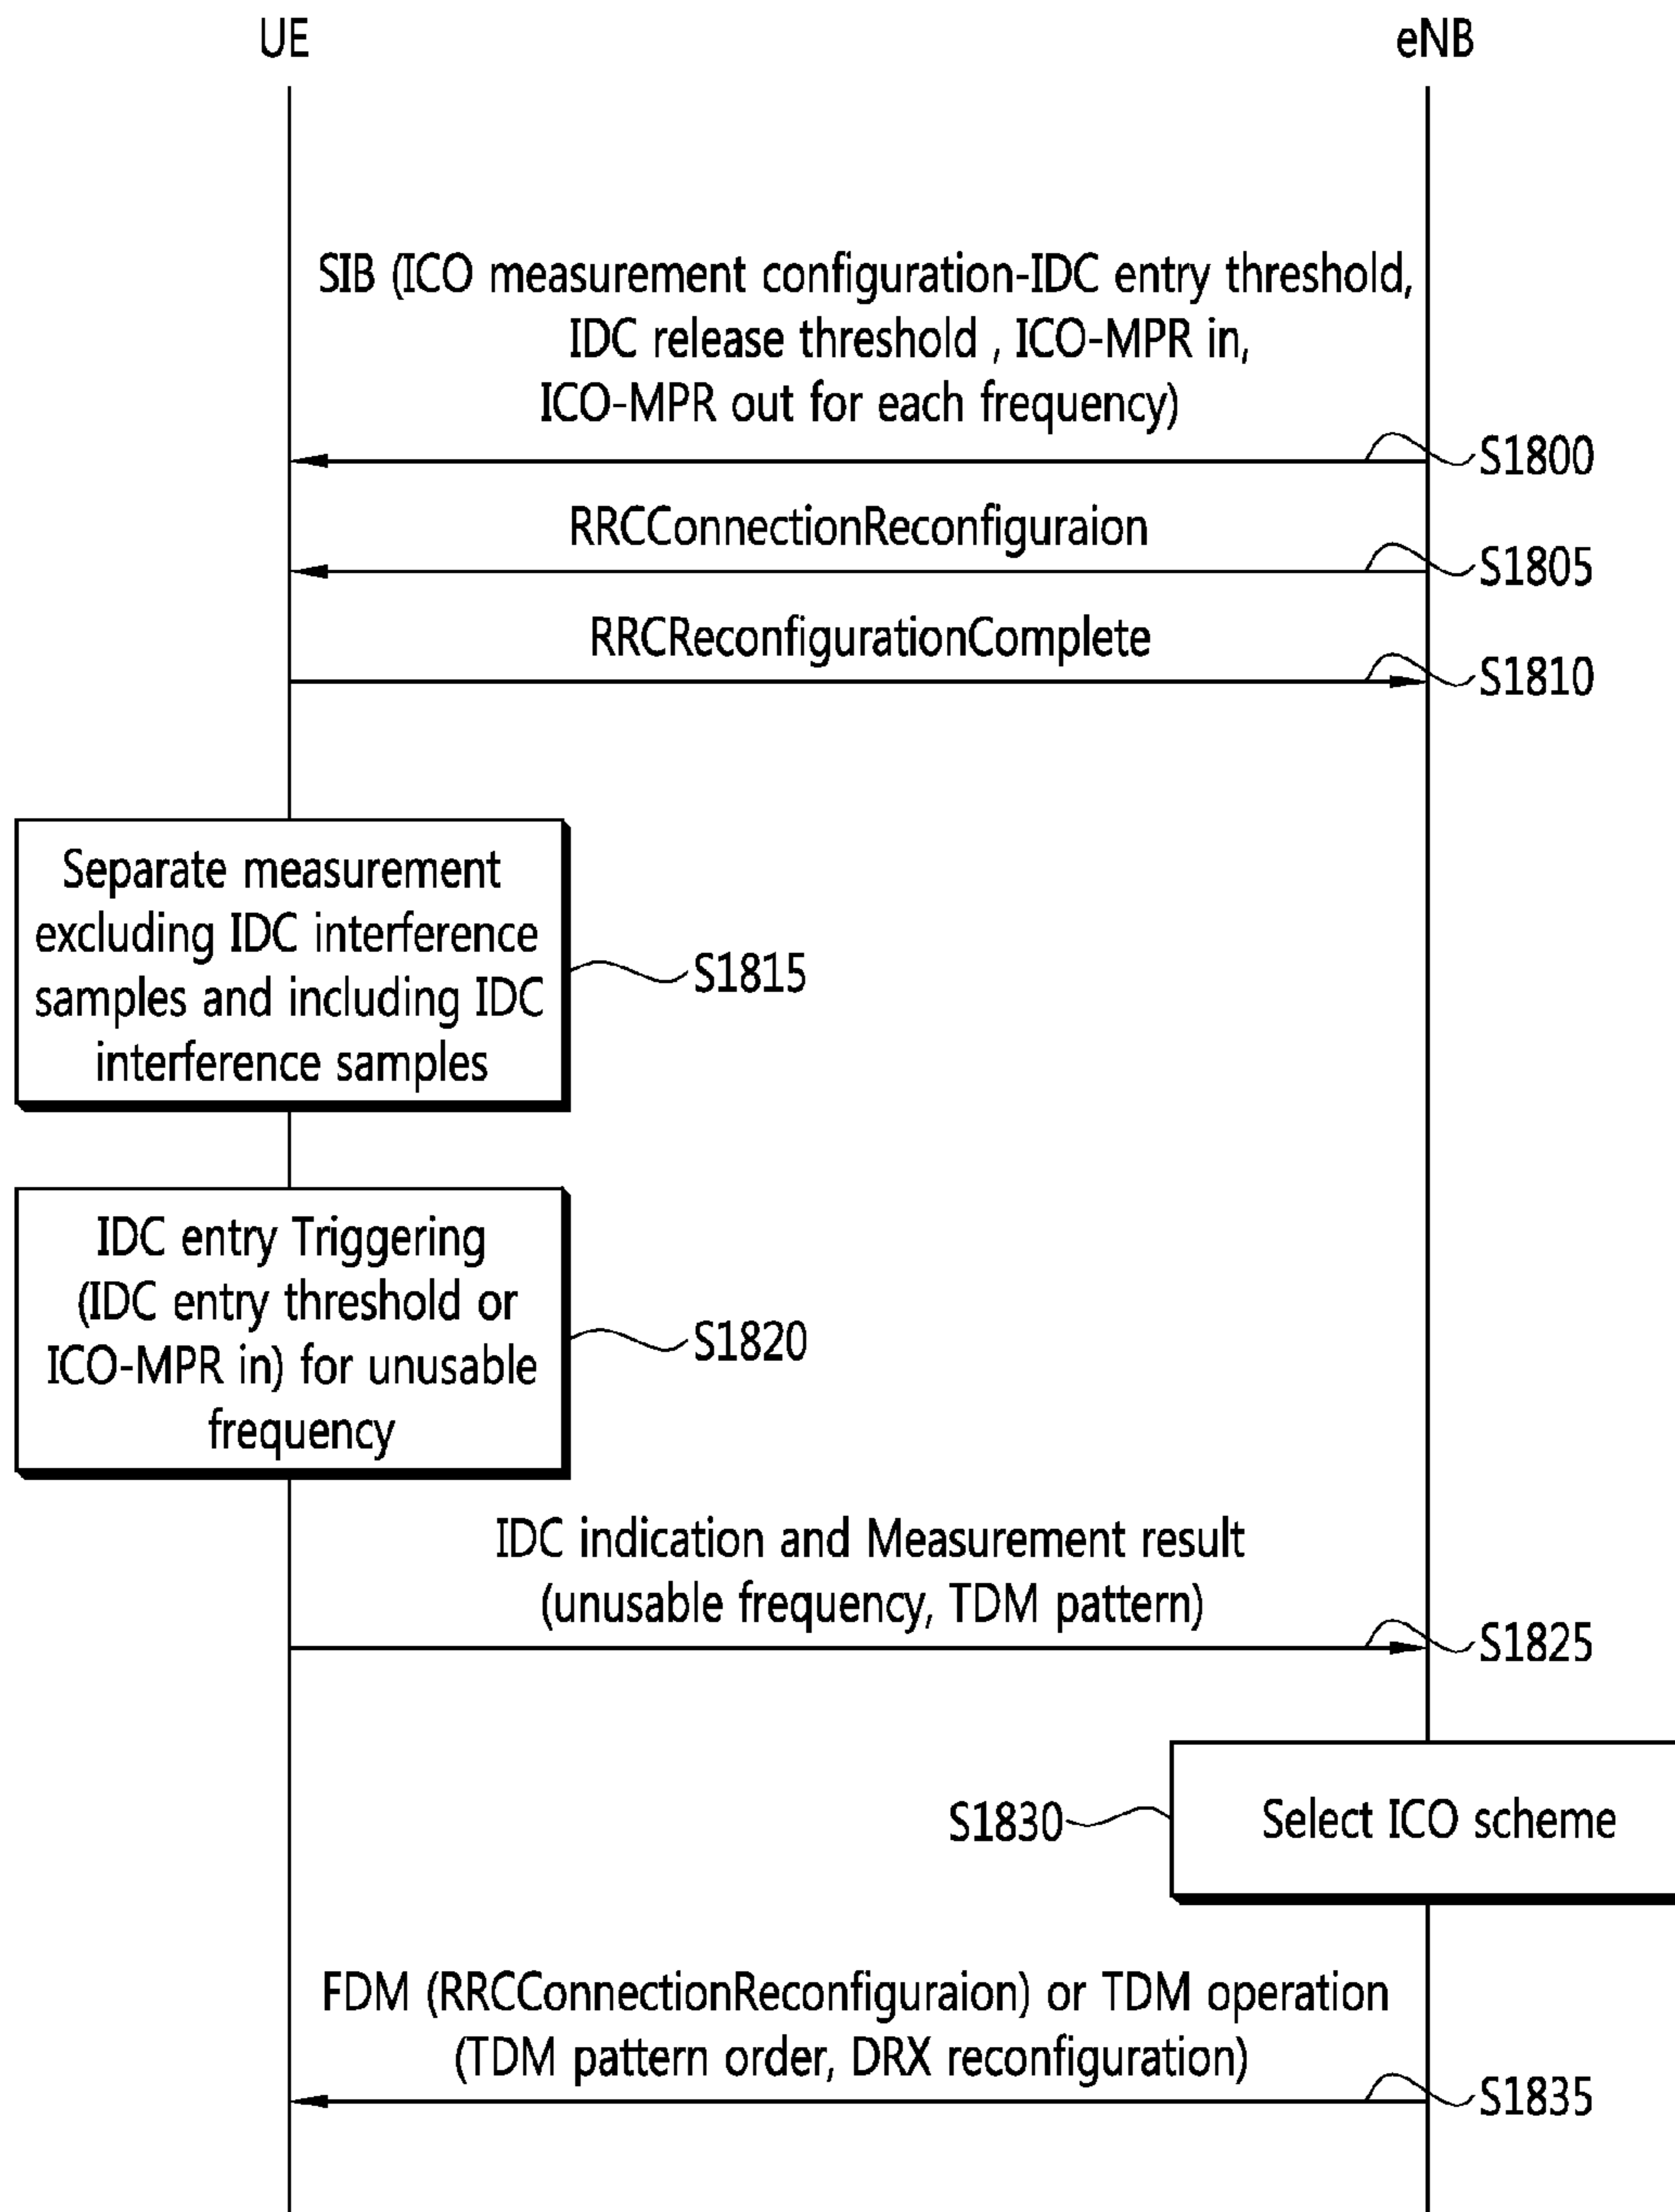 UE
eNB
SIB (ICO measurement configuration-IDC entry threshold,
IDC release threshold , ICO-MPR in,
ICO-MPR out for each frequency)
S1800
RRCConnectionReconfiguraion
S1805
RRCReconfigurationComplete
S1810
Separate measurement
excluding IDC interference
samples and including IDC
interference samples
S1815
IDC entry Triggering
(IDC entry threshold or
ICO-MPR in) for unusable
frequency
S1820
IDC indication and Measurement result
(unusable frequency, TDM pattern)
S1825
S1830
Select ICO scheme
FDM (RRCConnectionReconfiguraion) or TDM operation
(TDM pattern order, DRX reconfiguration)
S1835